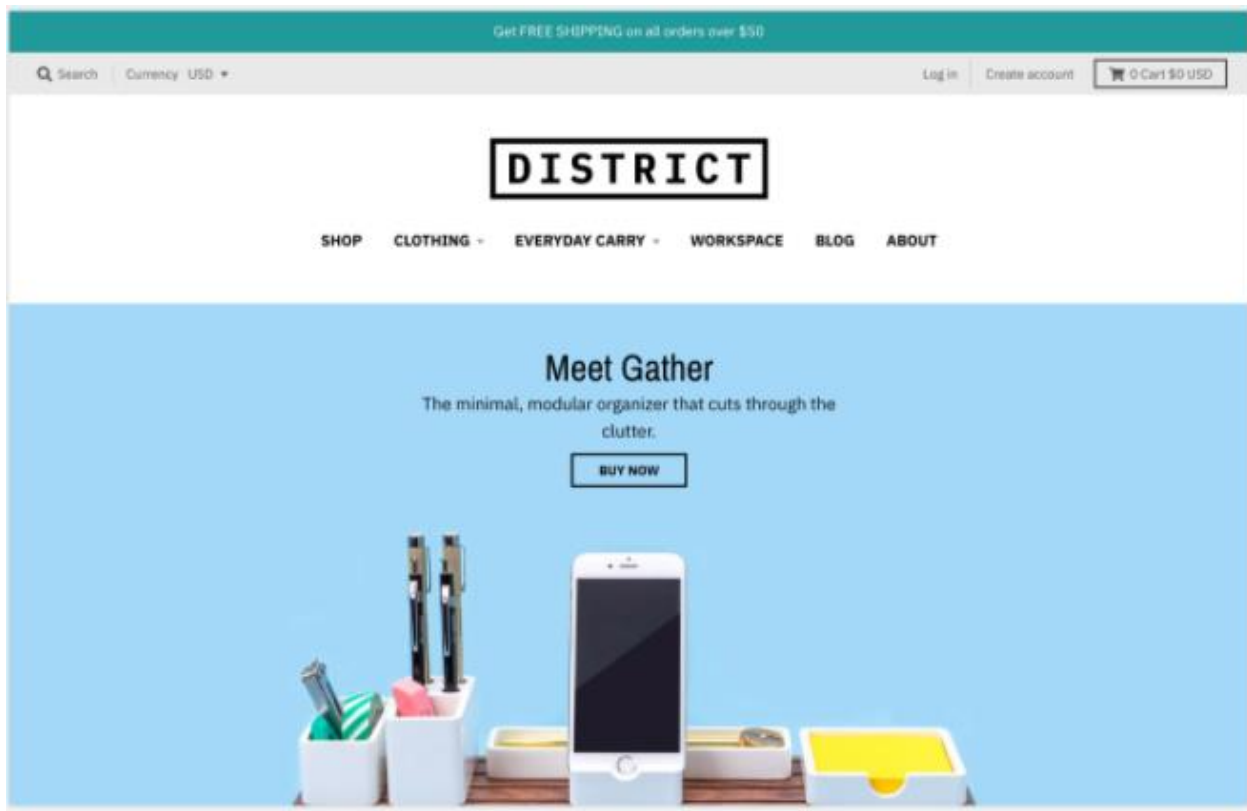 Get FREE SHIPPING on all orders over $50
Search Currency USD Log in Create account 0 Cart $0 USD
DISTRICT
SHOP CLOTHING EVERYDAY CARRY WORKSPACE BLOG ABOUT
Meet Gather
The minimal, modular organizer that cuts through the
clutter.
BUY NOW